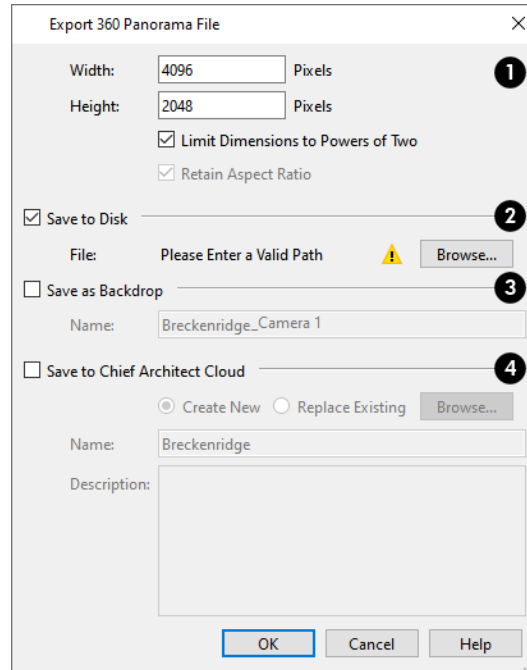 Export 360 Panorama File
Width: 4096 Pixels 1
Height: 2048 Pixels
Limit Dimensions to Powers of Two
Retain Aspect Ratio
Save to Disk 2
File: Please Enter a Valid Path Browse...
Save as Backdrop 3
Name: Breckenridge_Camera 1
Save to Chief Architect Cloud 4
Create New Replace Existing Browse...
Name: Breckenridge
Description:
OK Cancel Help